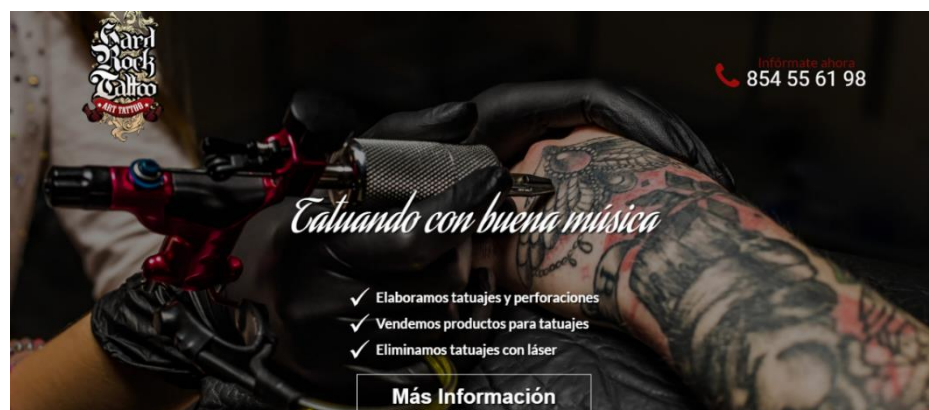 Hard
Rock
Tattoo
ART TATTOO
Infórmate ahora
854 55 61 98
Tatuando con buena música
Elaboramos tatuajes y perforaciones
Vendemos productos para tatuajes
Eliminamos tatuajes con láser
Más Información